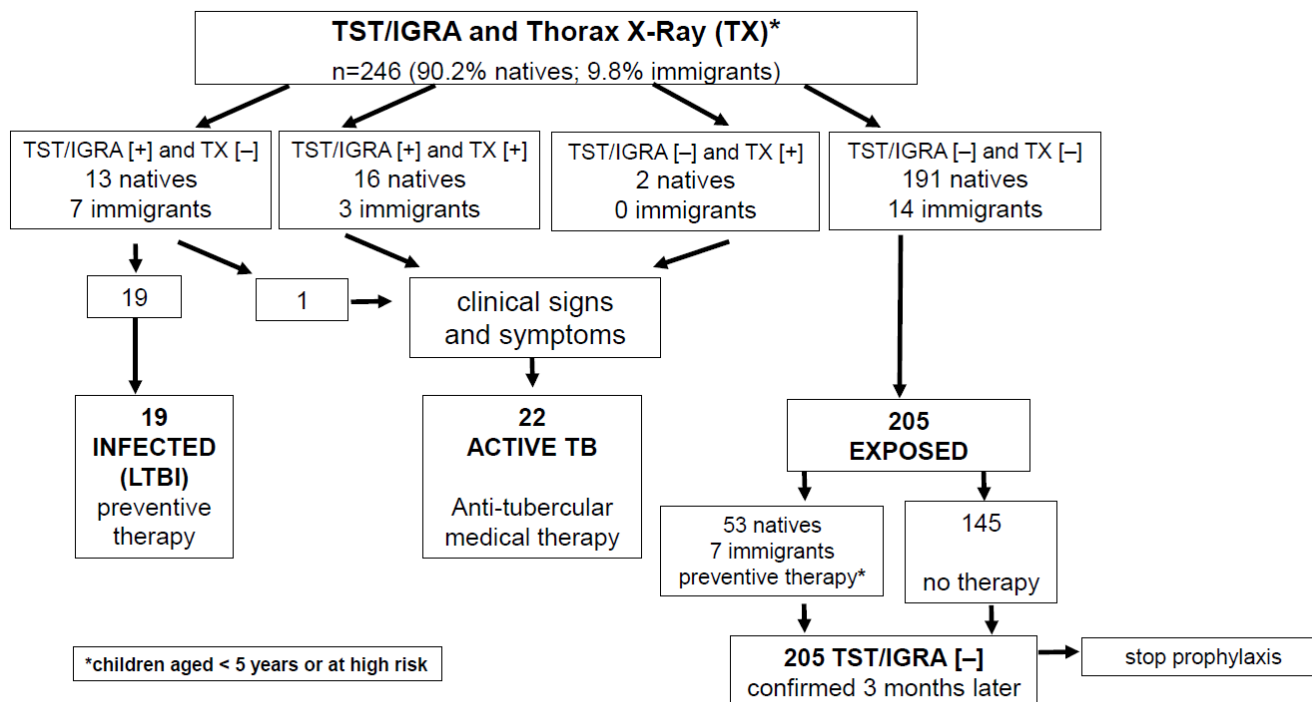 TST/IGRA and Thorax X-Ray (TX)*
n=246 (90.2% natives; 9.8% immigrants)
TST/IGRA [+] and TX [–]
13 natives
7 immigrants
TST/IGRA [+] and TX [+]
16 natives
3 immigrants
TST/IGRA [–] and TX [+]
2 natives
0 immigrants
TST/IGRA [–] and TX [–]
191 natives
14 immigrants
19
1
clinical signs
and symptoms
19
INFECTED
(LTBI)
preventive
therapy
22
ACTIVE TB
Anti-tubercular
medical therapy
205
EXPOSED
53 natives
7 immigrants
preventive therapy*
145
no therapy
*children aged < 5 years or at high risk
205 TST/IGRA [–]
confirmed 3 months later
stop prophylaxis